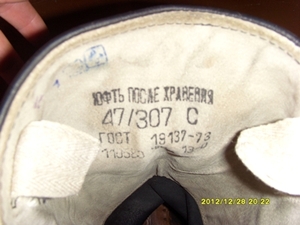 ЮФТЬ ПОСЛЕ ХРАНЕНИЯ
47/307 С
ГОСТ 19137-73
2012/12/28 20:22